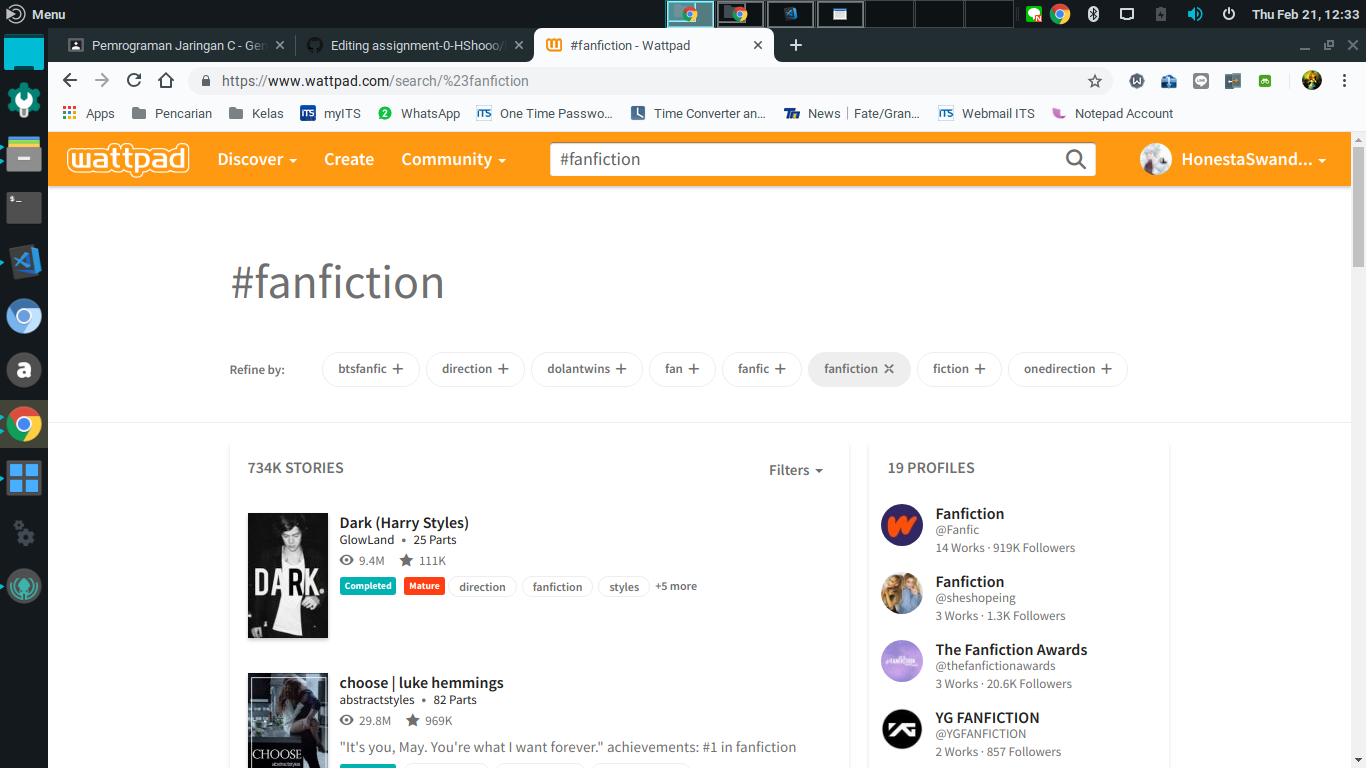 Menu
Thu Feb 21, 12:33
Pemrograman Jaringan C - Gen
Editing assignment-0-HShooo/
#fanfiction - Wattpad
https://www.wattpad.com/search/%23fanfiction
Apps Pencarian Kelas myITS WhatsApp One Time Passwo... Time Converter an... News | Fate/Gran... Webmail ITS Notepad Account
wattpad Discover Create Community #fanfiction HonestaSwand...
#fanfiction
Refine by: btsfanfic direction dolantwins fan fanfic fanfiction fiction onedirection
734K STORIES
Filters
Dark (Harry Styles)
GlowLand • 25 Parts
9.4M 111K
Completed Mature direction fanfiction styles +5 more
DARK.
choose | luke hemmings
abstractstyles • 82 Parts
29.8M 969K
"It's you, May. You're what I want forever." achievements: #1 in fanfiction
CHOOSE
abstractstyles
19 PROFILES
Fanfiction
@Fanfic
14 Works · 919K Followers
Fanfiction
@sheshopeing
3 Works · 1.3K Followers
The Fanfiction Awards
@thefanfictionawards
3 Works · 20.6K Followers
YG FANFICTION
@YGFANFICTION
2 Works · 857 Followers